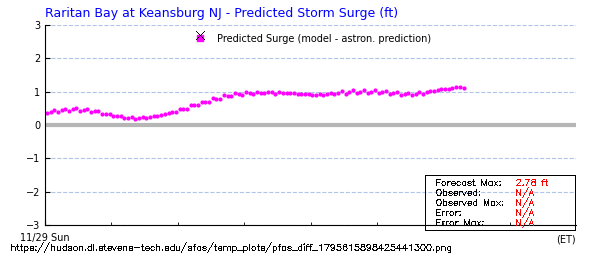 Raritan Bay at Keansburg NJ - Predicted Storm Surge (ft)
3
Predicted Surge (model - astron. prediction)
2
1
0
−1
−2
−3
Forecast Max: 2.78 ft
Observed: N/A
Observed Max: N/A
Error: N/A
Error Max: N/A
11/29 Sun
(ET)
https://hudson.dl.stevens-tech.edu/sfas/temp_plots/pfas_diff_1795615898425441300.png